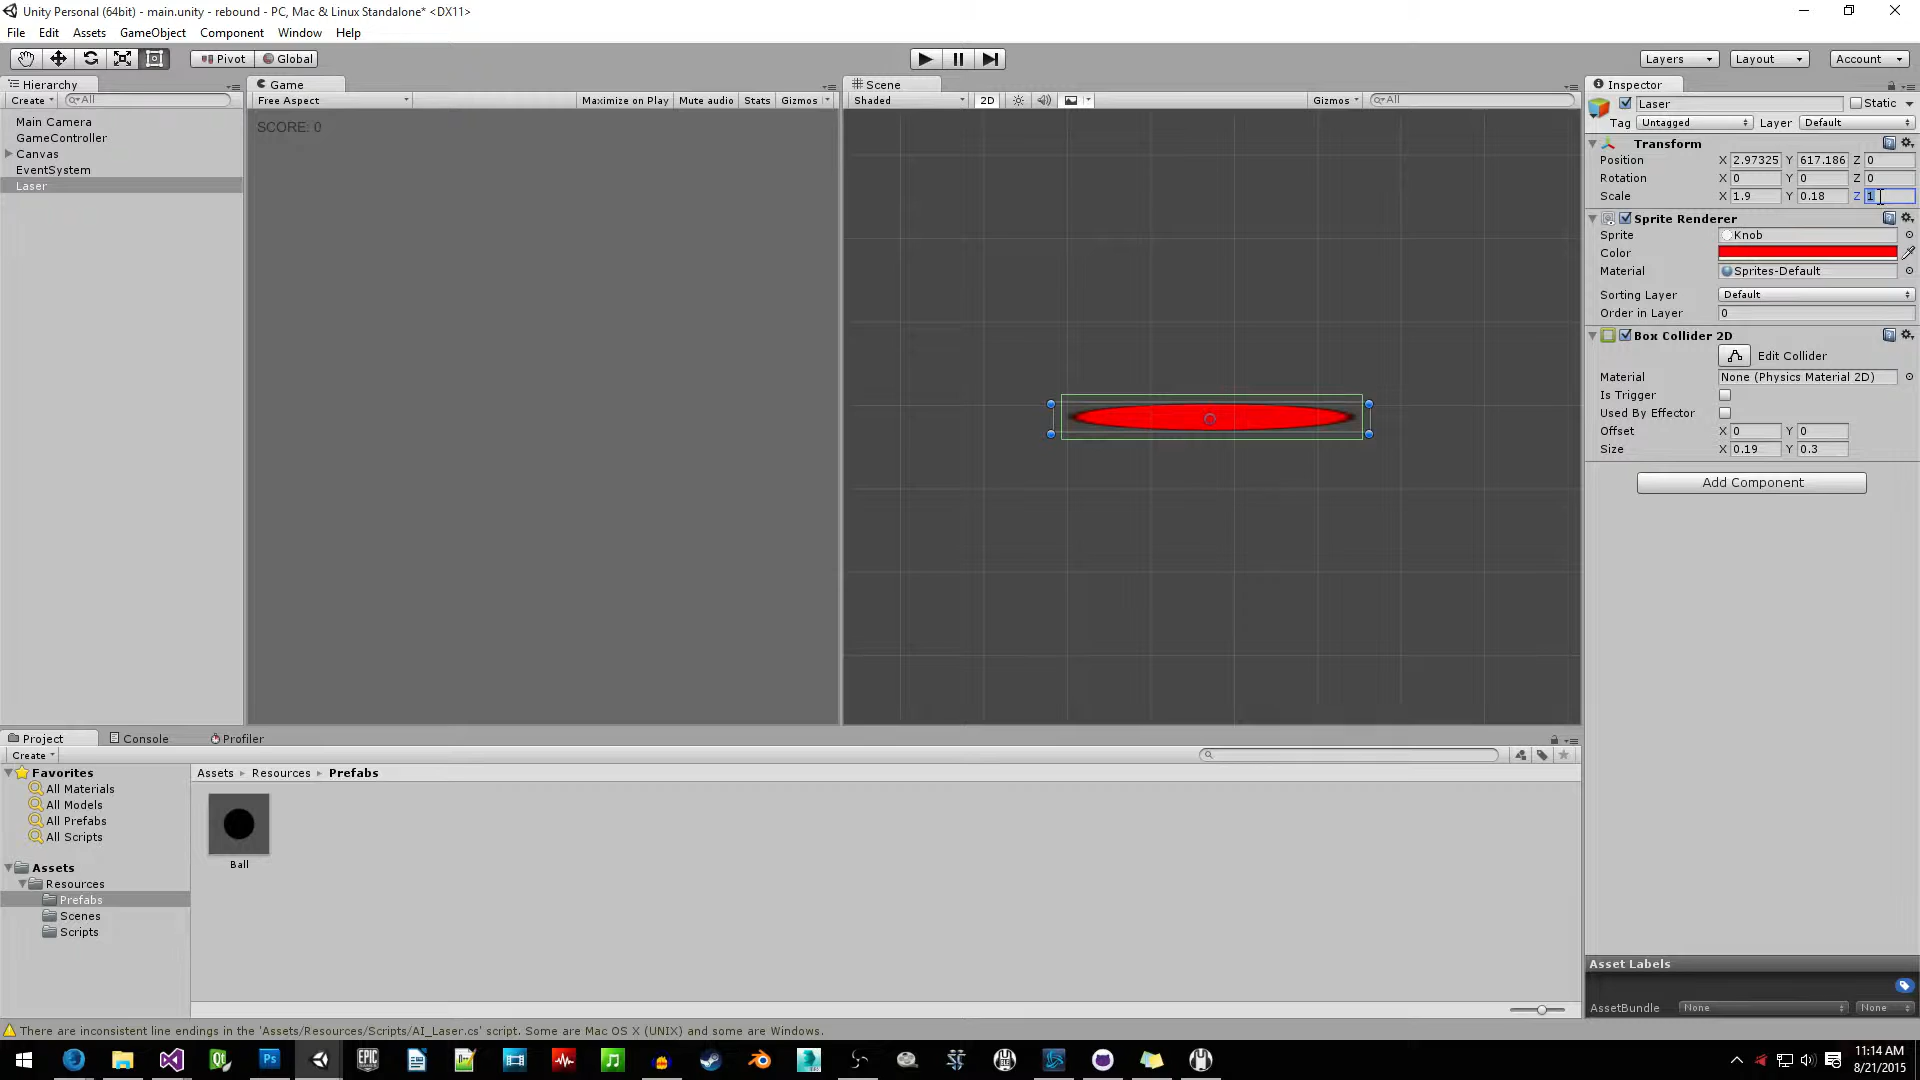 Unity Personal (64bit) - main.unity - rebound - PC, Mac & Linux Standalone* <DX11>
File Edit Assets GameObject Component Window Help
Pivot Global Layers Layout Account
Hierarchy
Create All
Main Camera
GameController
Canvas
EventSystem
Laser
Game
Free Aspect Maximize on Play Mute audio Stats Gizmos
SCORE: 0
Scene
Shaded 2D Gizmos All
Inspector
Laser Static
Tag Untagged Layer Default
Transform
Position X 2.97325 Y 617.186 Z 0
Rotation X 0 Y 0 Z 0
Scale X 1.9 Y 0.18 Z 1
Sprite Renderer
Sprite Knob
Color
Material Sprites-Default
Sorting Layer Default
Order in Layer 0
Box Collider 2D
Edit Collider
Material None (Physics Material 2D)
Is Trigger
Used By Effector
Offset X 0 Y 0
Size X 0.19 Y 0.3
Add Component
Project Console Profiler
Create
Favorites
All Materials
All Models
All Prefabs
All Scripts
Assets
Resources
Prefabs
Scenes
Scripts
Assets Resources Prefabs
Ball
Asset Labels
AssetBundle None None
There are inconsistent line endings in the 'Assets/Resources/Scripts/AI_Laser.cs' script. Some are Mac OS X (UNIX) and some are Windows.
Qt Ps EPIC GAMES
11:14 AM
8/21/2015